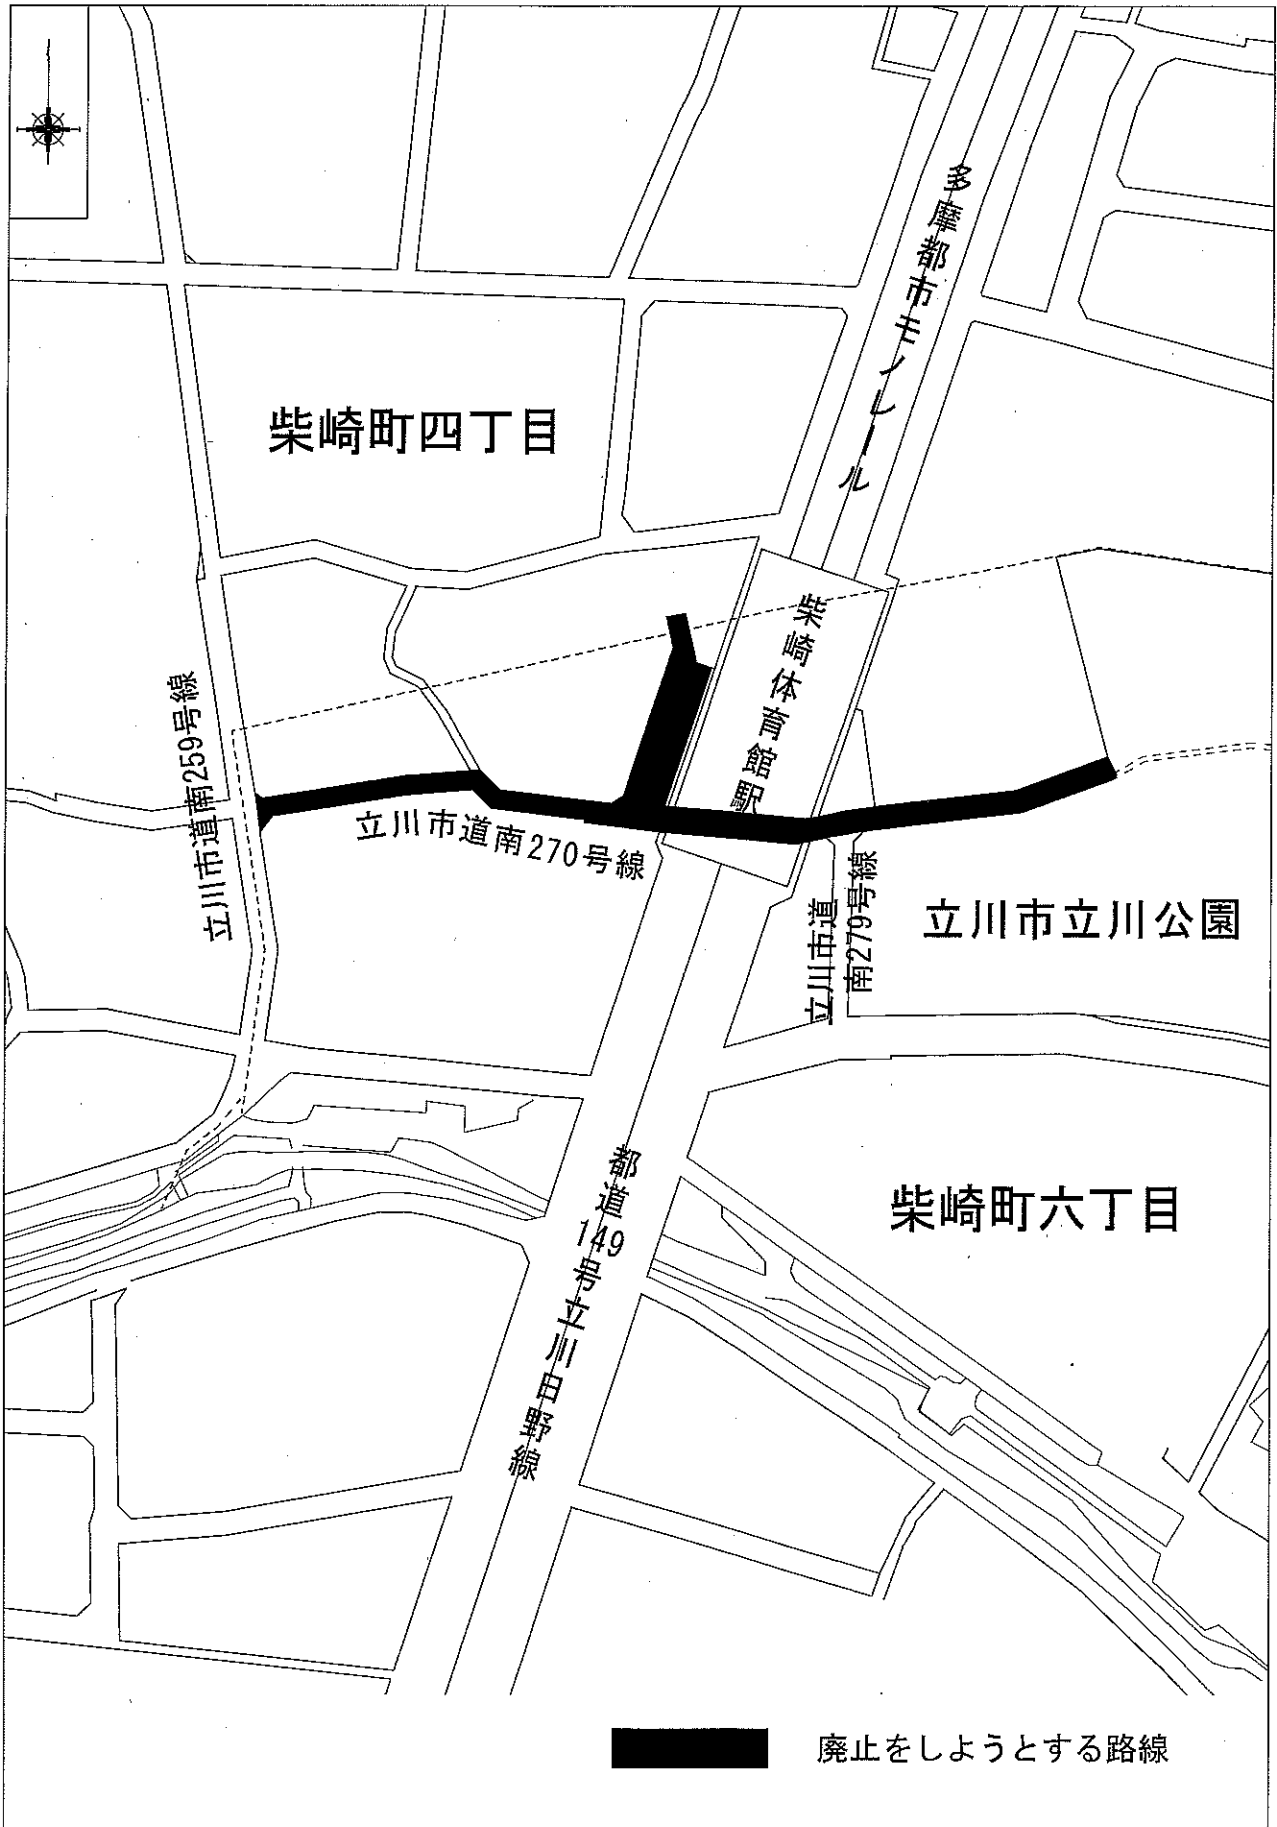 多摩都市モノレール
柴崎町四丁目
柴崎体育館駅
立川市道南259号線
立川市道南270号線
立川市道
南279号線
立川市立川公園
都道149号立川日野線
柴崎町六丁目
廃止をしようとする路線